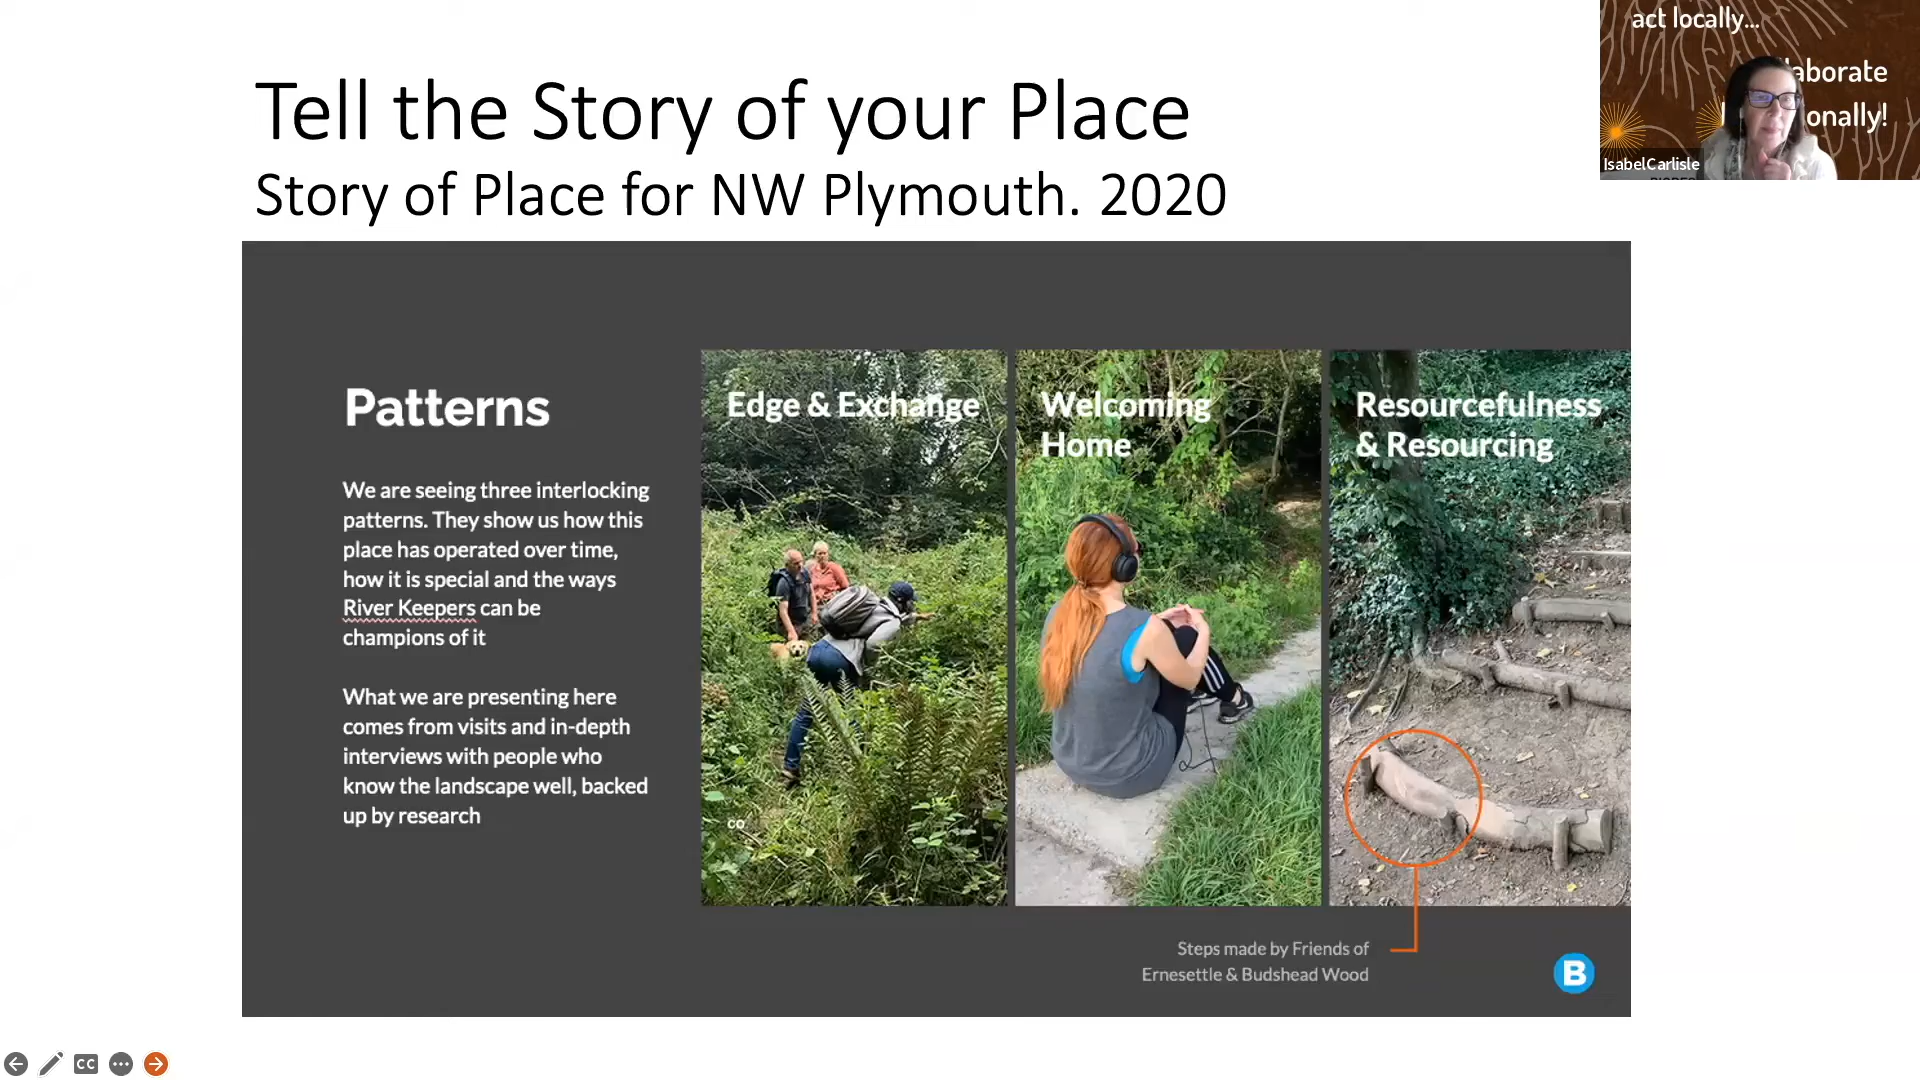 Tell the Story of your Place
Story of Place for NW Plymouth. 2020
Patterns
We are seeing three interlocking
patterns. They show us how this
place has operated over time,
how it is special and the ways
River Keepers can be
champions of it
What we are presenting here
comes from visits and in-depth
interviews with people who
know the landscape well, backed
up by research
Edge & Exchange
co
Welcoming
Home
Resourcefulness
& Resourcing
Steps made by Friends of
Ernesettle & Budshead Wood
B
act locally...
laborate
onally!
IsabelCarlisle
CC